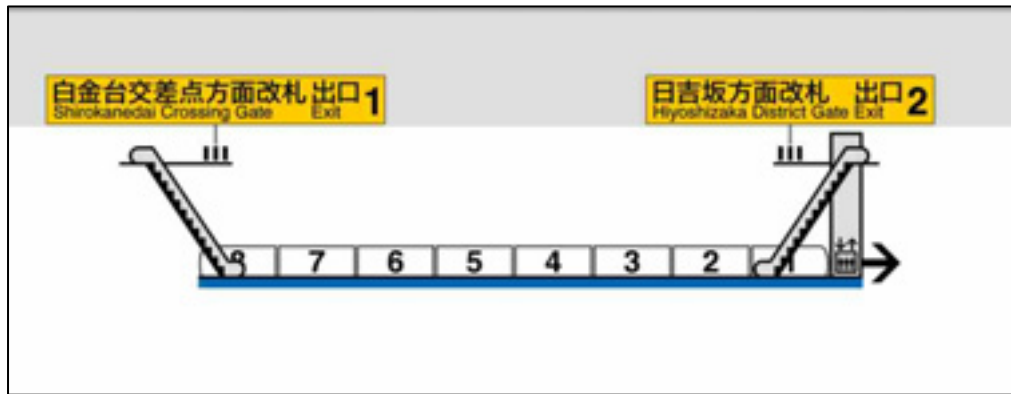 白金台交差点方面改札 出口 1
Shirokanedai Crossing Gate Exit
日吉坂方面改札 出口 2
Hiyoshizaka District Gate Exit
8 7 6 5 4 3 2 1